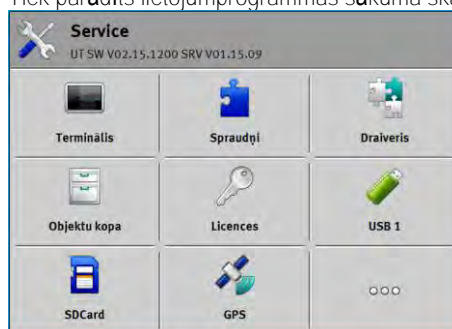 Tiek parādīts lietojumprogrammas sākuma
Service
UT SW V02.15.1200 SRV V01.15.09
Terminālis
Spraudņi
Draiveris
Objektu kopa
Licences
USB 1
SDCard
GPS